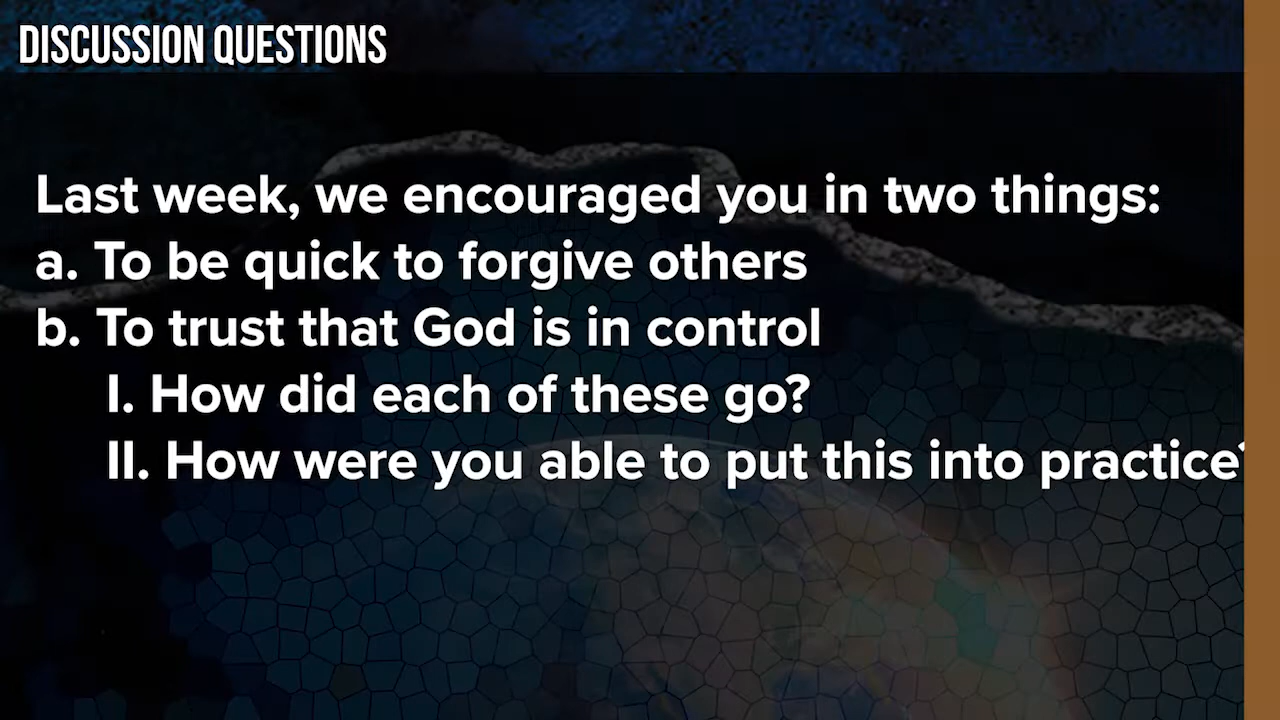 DISCUSSION QUESTIONS
Last week, we encouraged you in two things:
a. To be quick to forgive others
b. To trust that God is in control
I. How did each of these go?
II. How were you able to put this into practice?